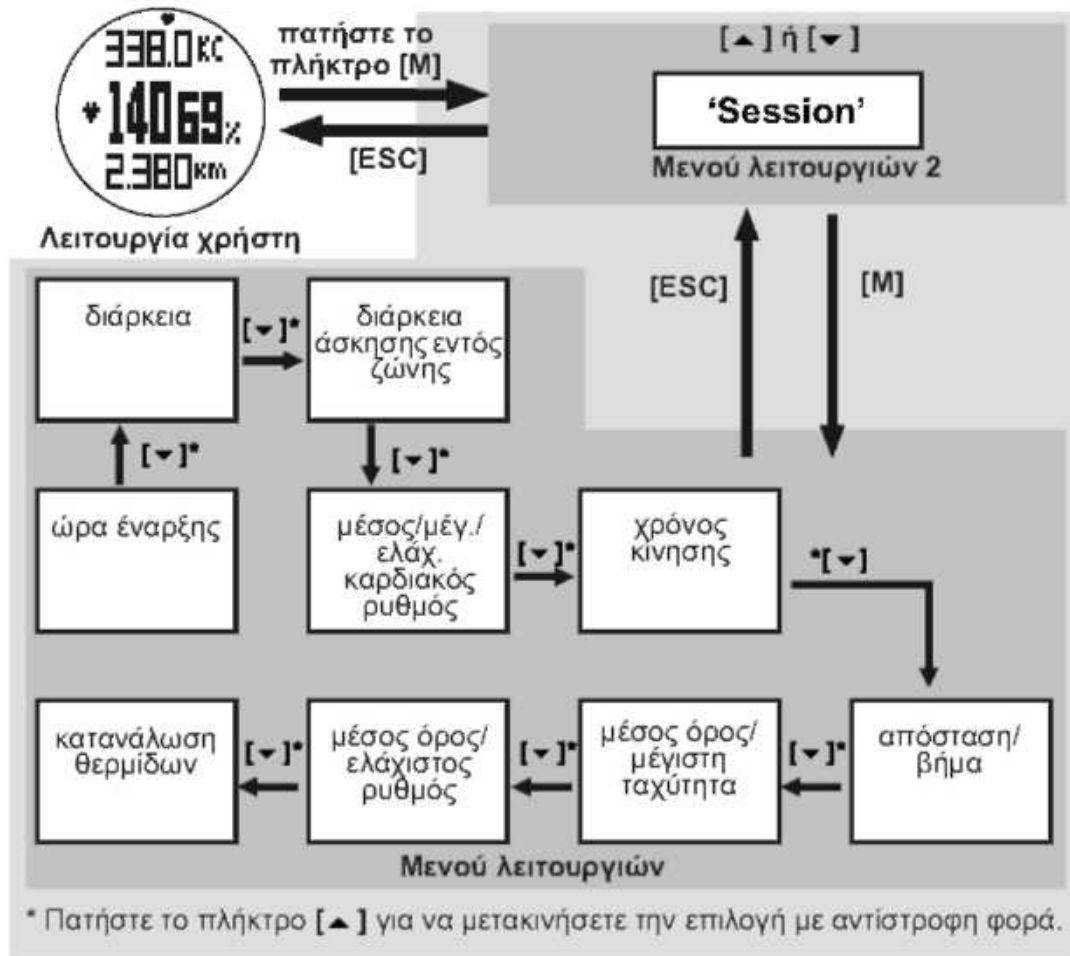 338.0KC
14069%
2.380KM
Λειτουργία χρήστη
πατήστε το
πλήκτρο [M]
[ESC]
[▲] ή [▼]
‘Session’
Μενού λειτουργιών 2
[ESC]
[M]
διάρκεια
[▼]*
διάρκεια
άσκησης εντός
ζώνης
[▼]*
[▼]*
ώρα έναρξης
μέσος/μέγ./
ελάχ.
καρδιακός
ρυθμός
[▼]*
χρόνος
κίνησης
*[▼]
κατανάλωση
θερμίδων
[▼]*
μέσος όρος/
ελάχιστος
ρυθμός
[▼]*
μέσος όρος/
μέγιστη
ταχύτητα
[▼]*
απόσταση/
βήμα
Μενού λειτουργιών
* Πατήστε το πλήκτρο [▲] για να μετακινήσετε την επιλογή με αντίστροφη φορά.